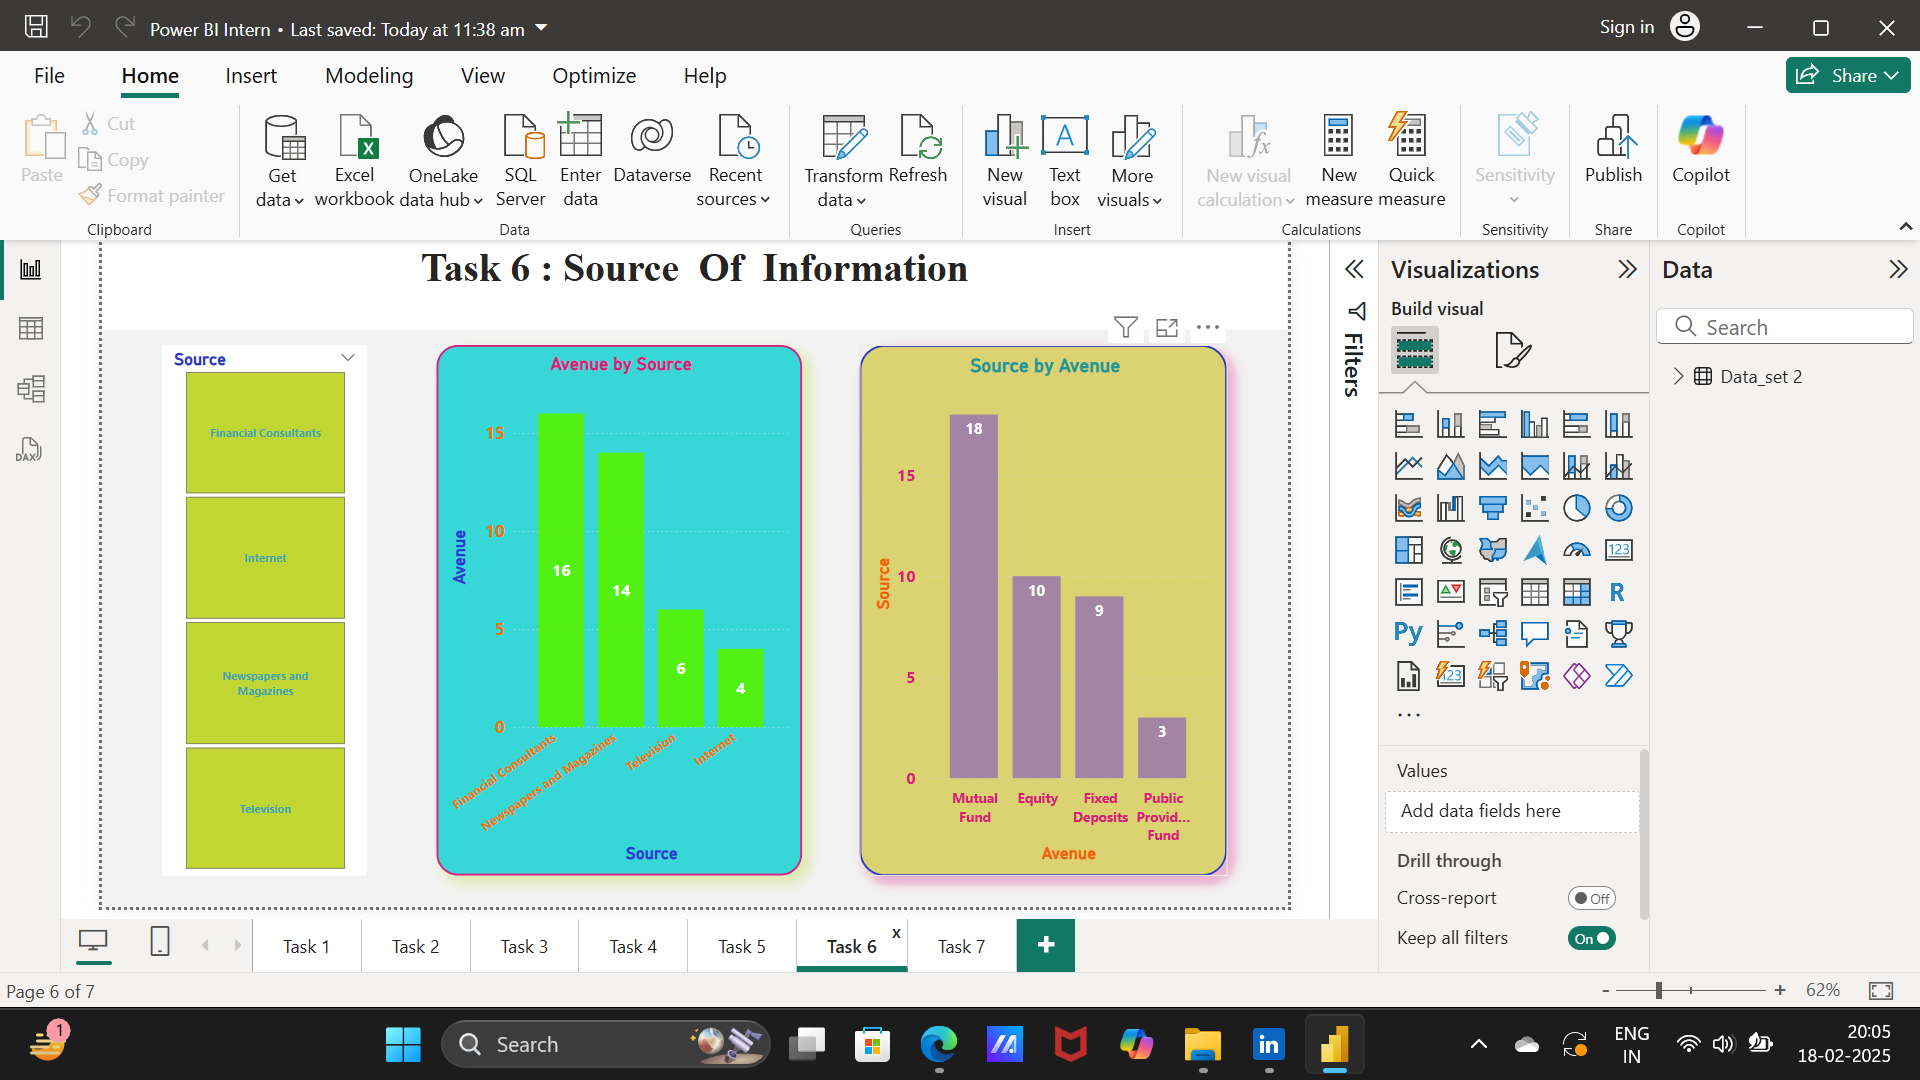 Power BI Intern • Last saved: Today at 11:38 am
Sign in
File Home Insert Modeling View Optimize Help
Share
Paste
Cut
Copy
Format painter
Clipboard
Get data
Excel workbook
OneLake data hub
SQL Server
Enter data
Dataverse
Recent sources
Data
Transform data
Refresh
Queries
New visual
Text box
More visuals
Insert
New visual calculation
New measure
Quick measure
Calculations
Sensitivity
Sensitivity
Publish
Share
Copilot
Copilot
Task 6 : Source  Of  Information
Source
Financial Consultants
Internet
Newspapers and
Magazines
Television
Avenue by Source
Avenue
15
10
5
0
16
14
6
4
Financial Consultants
Newspapers and Magazines
Television
Internet
Source
Source by Avenue
Source
15
10
5
0
18
10
9
3
Mutual
Fund
Equity
Fixed
Deposits
Public
Provid...
Fund
Avenue
Filters
Visualizations
Build visual
123
R
Py
123
Values
Add data fields here
Drill through
Cross-report
Off
Keep all filters
On
Data
Search
Data_set 2
DAX
Task 1 Task 2 Task 3 Task 4 Task 5 Task 6 x Task 7 +
Page 6 of 7
- + 62%
1
Search
ENG
IN
20:05
18-02-2025